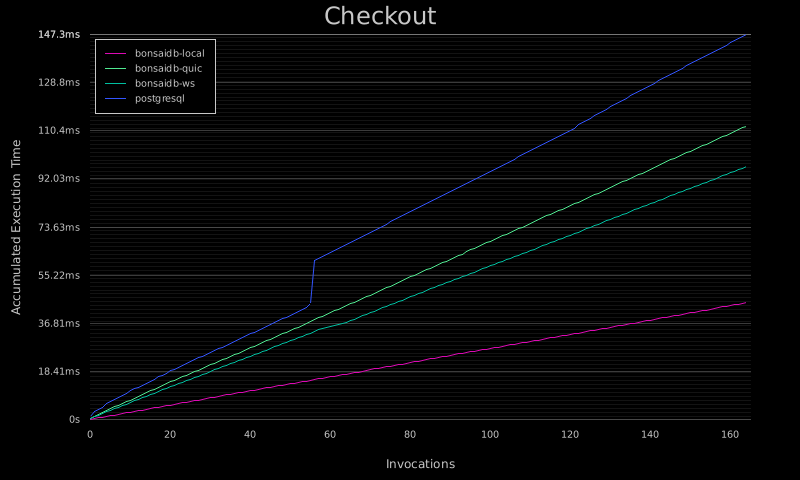 Checkout
147.3ms
128.8ms
110.4ms
92.03ms
73.63ms
55.22ms
36.81ms
18.41ms
0s
bonsaidb-local
bonsaidb-quic
bonsaidb-ws
postgresql
Accumulated Execution Time
0 20 40 60 80 100 120 140 160
Invocations